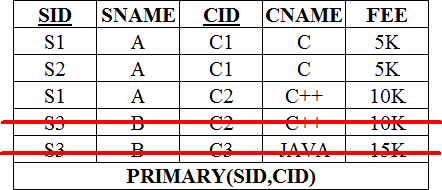 SID SNAME CID CNAME FEE
S1 A C1 C 5K
S2 A C1 C 5K
S1 A C2 C++ 10K
S3 B C2 C++ 10K
S3 B C3 JAVA 15K
PRIMARY(SID,CID)